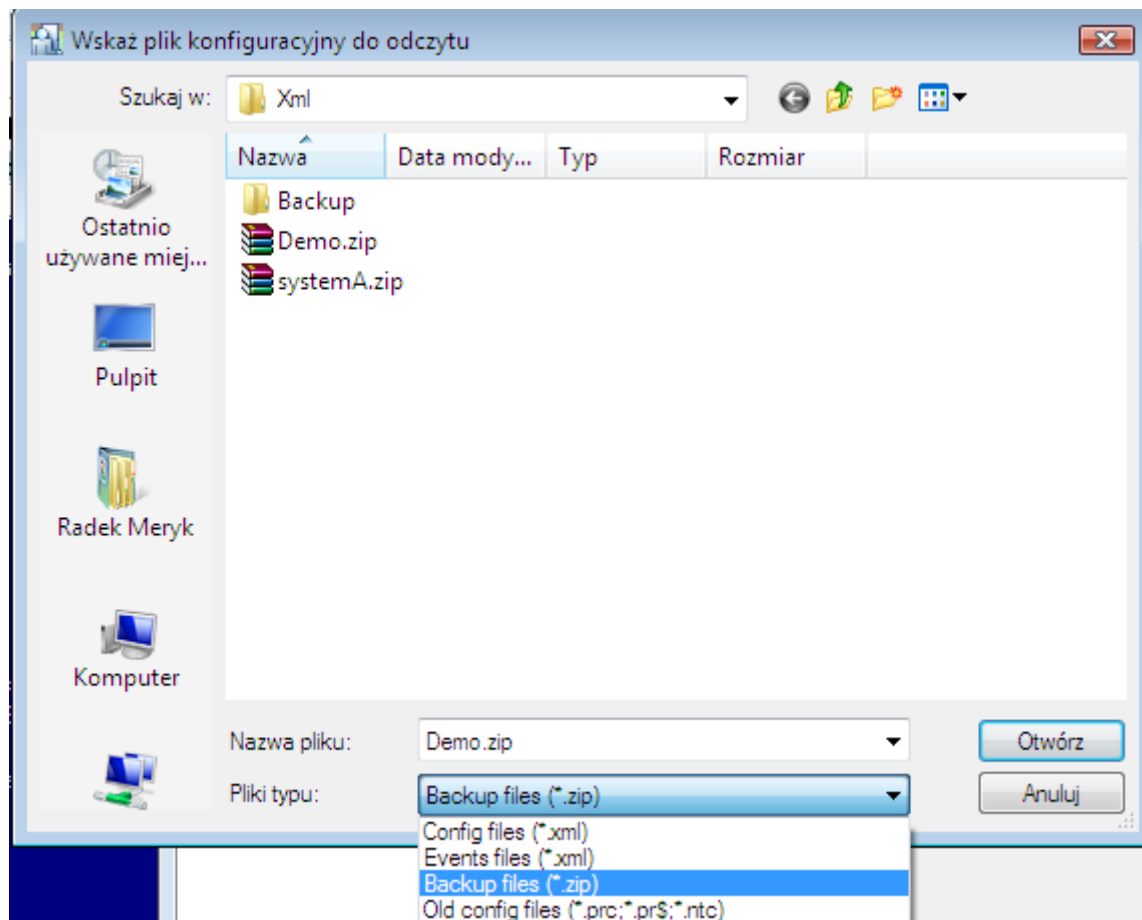 Wskaż plik konfiguracyjny do odczytu
Szukaj w:
Xml
Nazwa
Data mody...
Typ
Rozmiar
Ostatnio
używane miej...
Pulpit
Radek Meryk
Komputer
Backup
Demo.zip
systemA.zip
Nazwa pliku:
Demo.zip
Otwórz
Pliki typu:
Backup files (*.zip)
Anuluj
Config files (*.xml)
Events files (*.xml)
Backup files (*.zip)
Old config files (*.prc;*.pr$;*.ntc)